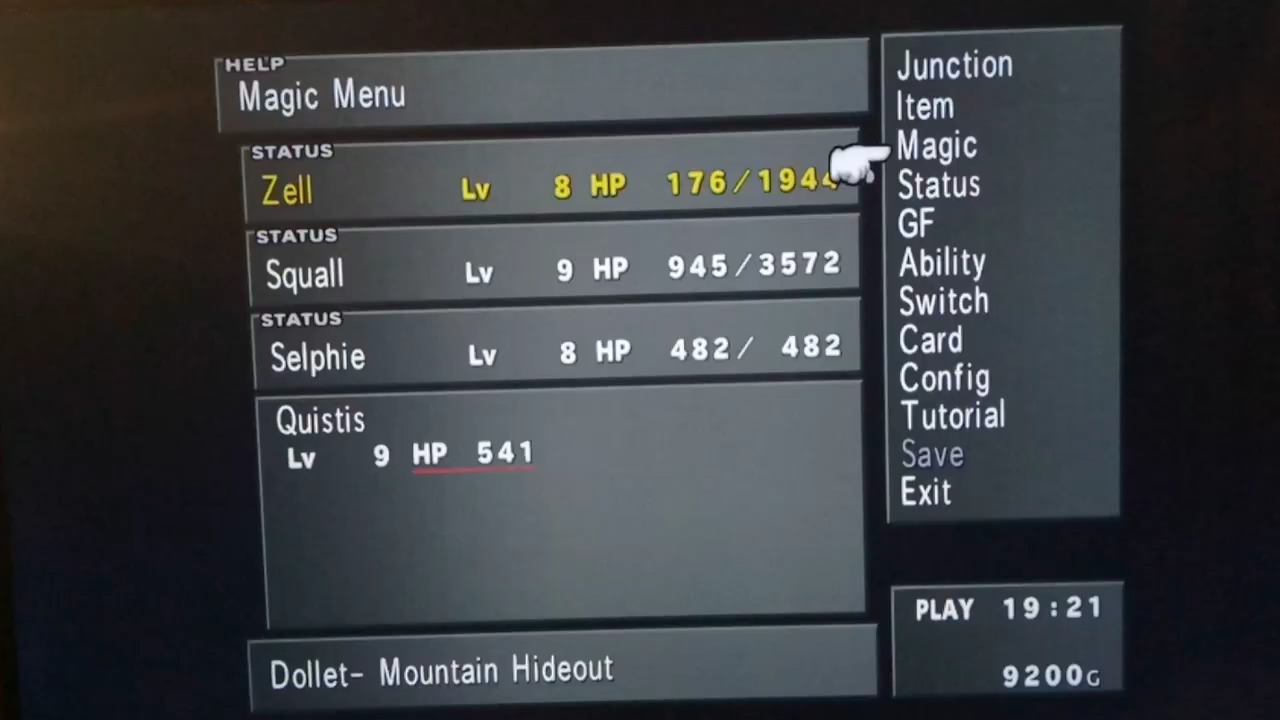 HELP
Magic Menu
STATUS
Zell Lv 8 HP 176/1944
STATUS
Squall Lv 9 HP 945/3572
STATUS
Selphie Lv 8 HP 482/ 482
Quistis
Lv 9 HP 541
Dollet- Mountain Hideout
Junction
Item
Magic
Status
GF
Ability
Switch
Card
Config
Tutorial
Save
Exit
PLAY 19:21
9200G